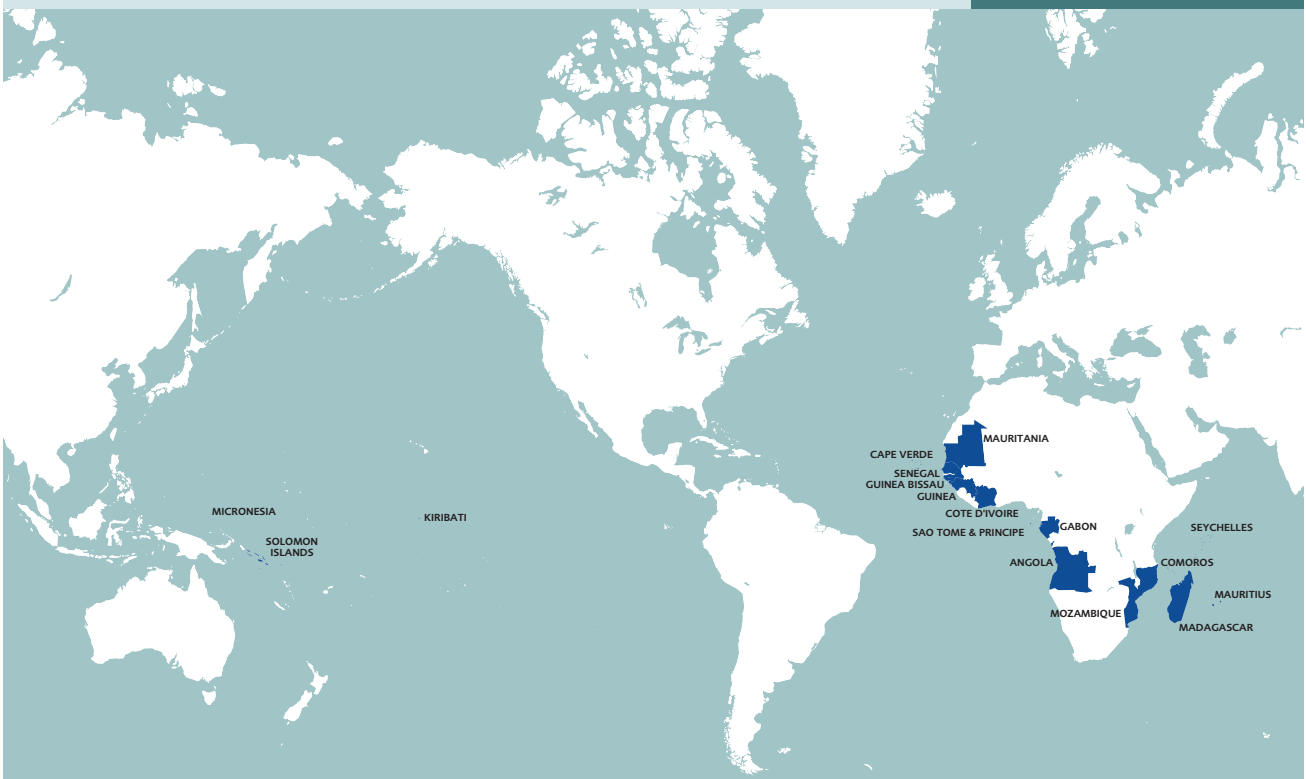 MAURITANIA
CAPE VERDE
SENEGAL
GUINEA BISSAU
GUINEA
COTE D'IVOIRE
SAO TOME & PRINCIPE
GABON
SEYCHELLES
ANGOLA
COMOROS
MAURITIUS
MOZAMBIQUE
MADAGASCAR
MICRONESIA
KIRIBATI
SOLOMON
ISLANDS